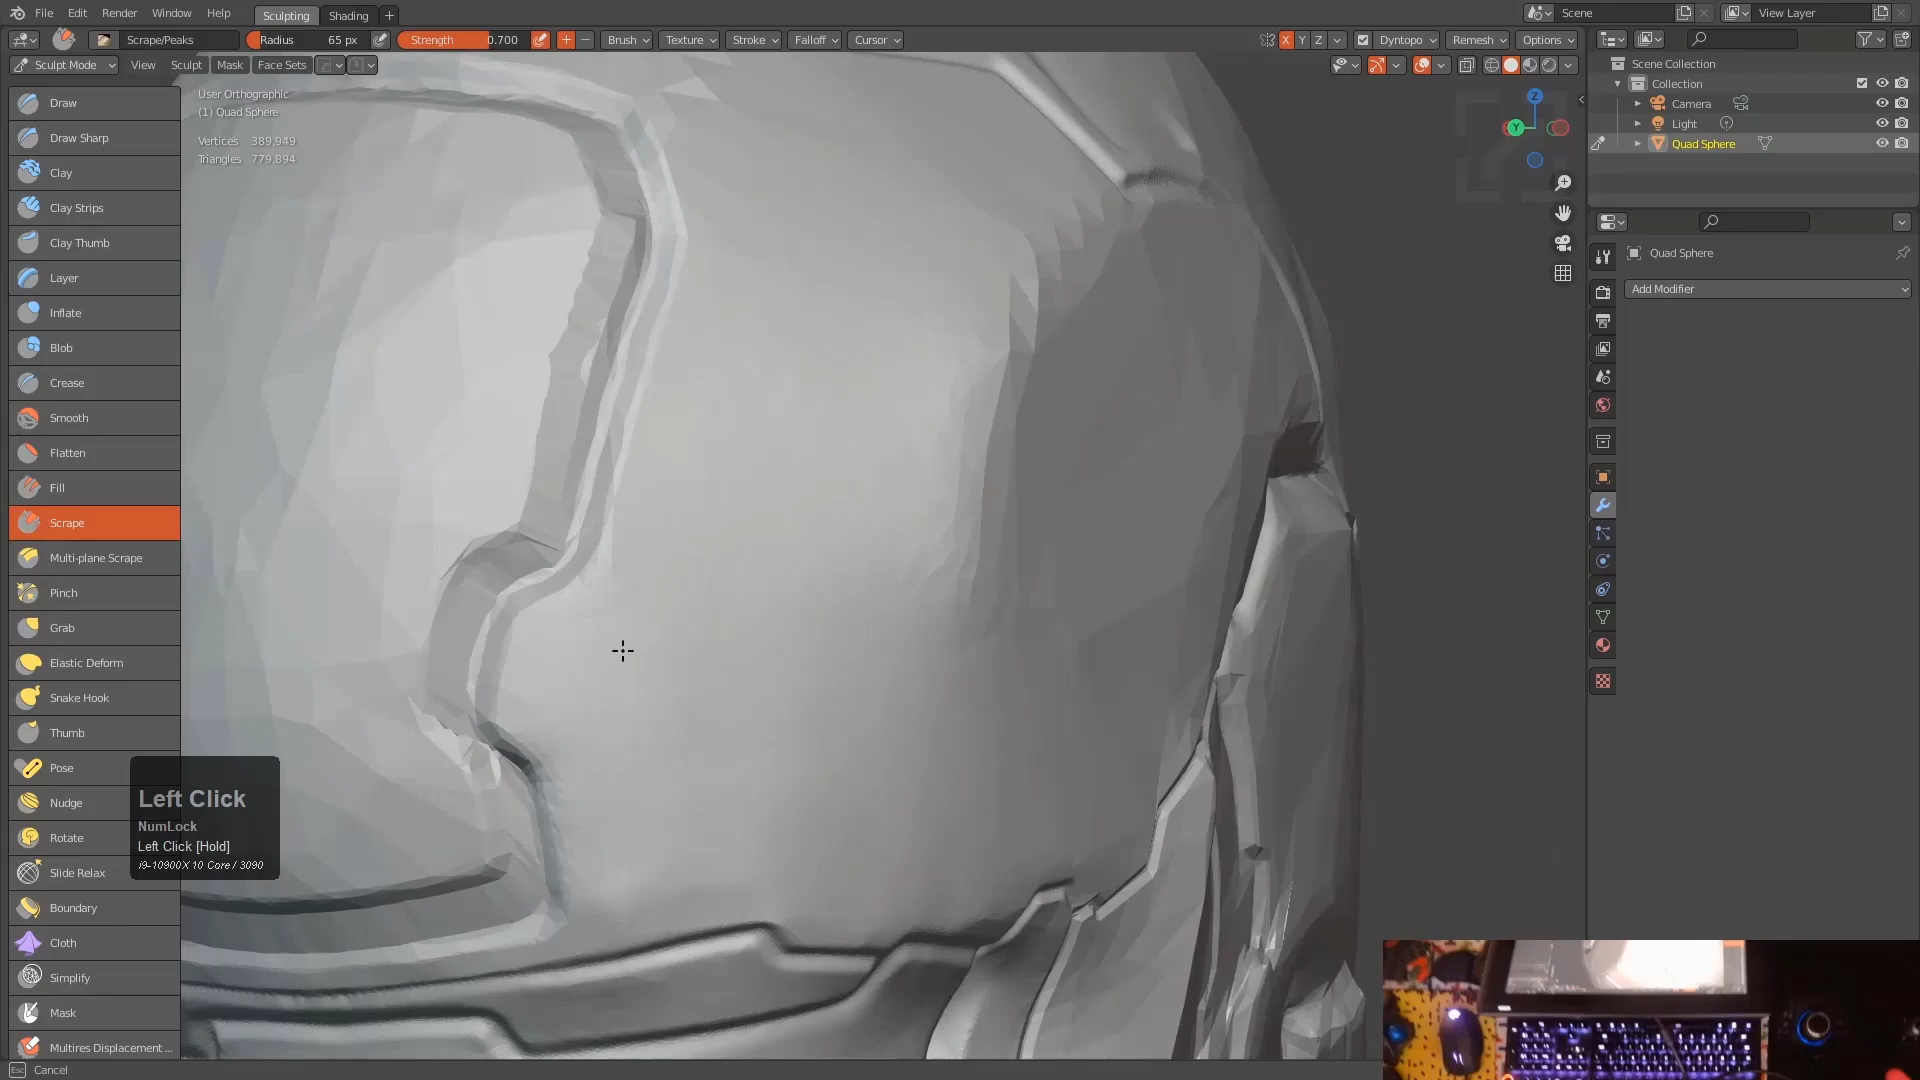 File Edit Render Window Help Sculpting Shading + Scene View Layer
Scrape/Peaks Radius 65 px Strength 0.700 Brush Texture Stroke Falloff Cursor X Y Z Dyntopo Remesh Options
Sculpt Mode View Sculpt Mask Face Sets
Scene Collection
Collection
Camera
Light
Quad Sphere
Quad Sphere
Add Modifier
User Orthographic
(1) Quad Sphere
Vertices 389,949
Triangles 779,894
Z
Y
Draw
Draw Sharp
Clay
Clay Strips
Clay Thumb
Layer
Inflate
Blob
Crease
Smooth
Flatten
Fill
Scrape
Multi-plane Scrape
Pinch
Grab
Elastic Deform
Snake Hook
Thumb
Pose
Nudge
Rotate
Slide Relax
Boundary
Cloth
Simplify
Mask
Multires Displacement ...
Left Click
NumLock
Left Click [Hold]
i9-10900X 10 Core / 3090
Esc Cancel